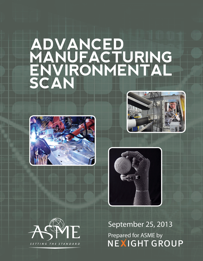 ADVANCED
MANUFACTURING
ENVIRONMENTAL
SCAN
ASME
SETTING THE STANDARD
September 25, 2013
Prepared for ASME by
NEXIGHT GROUP